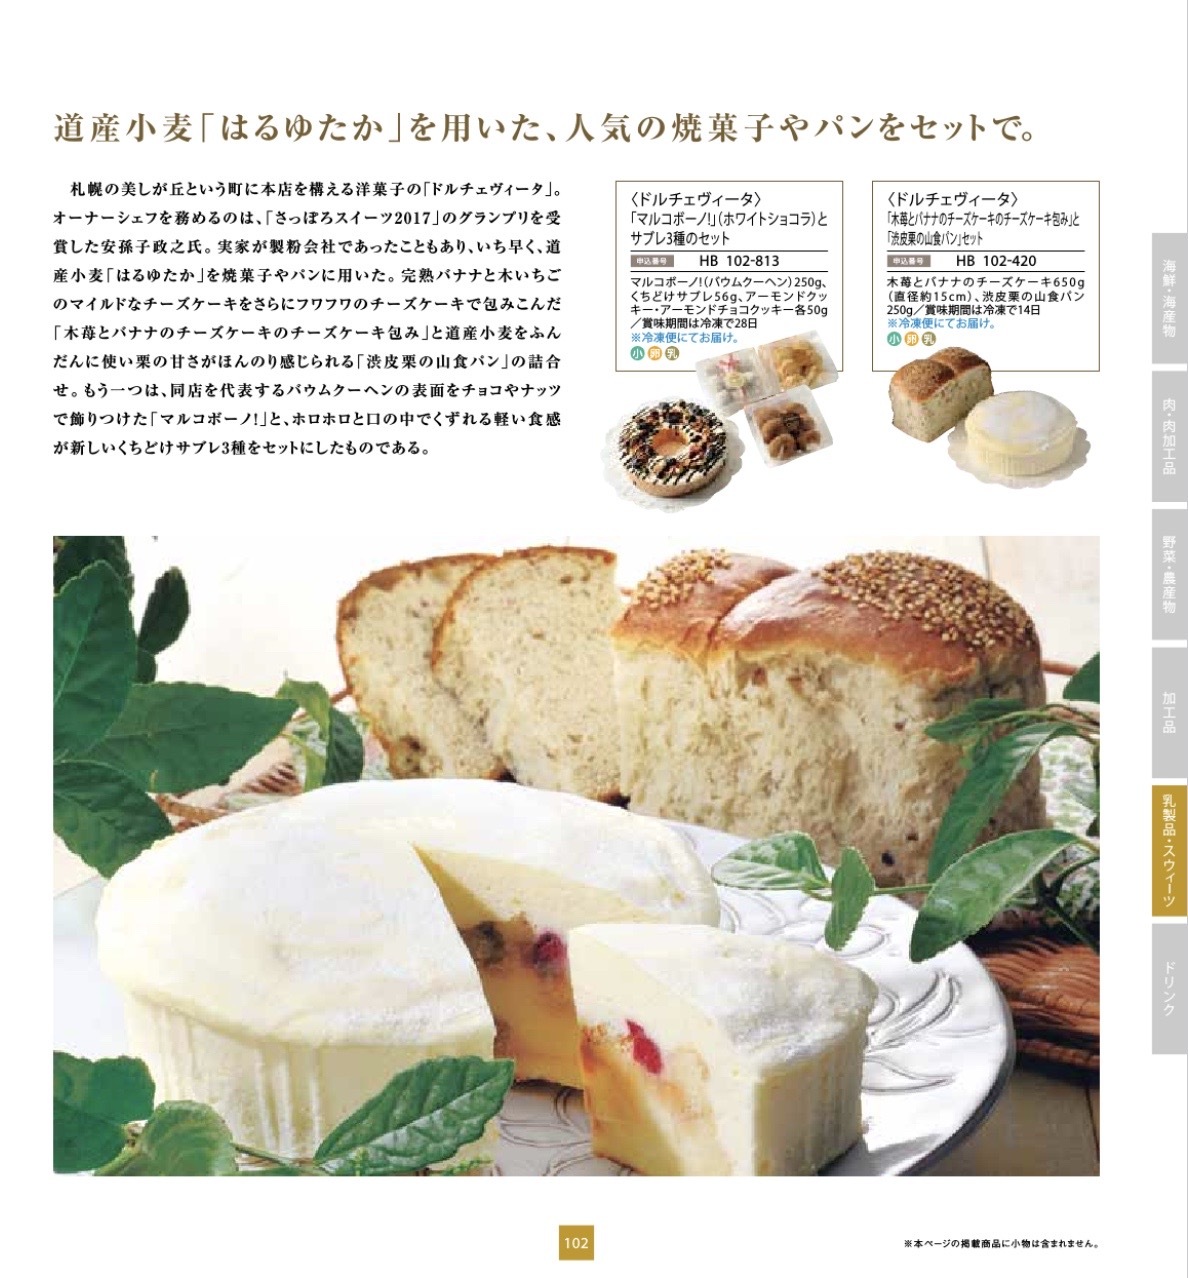 道産小麦「はるゆたか」を用いた、人気の焼菓子やパンをセットで。
札幌の美しが丘という町に本店を構える洋菓子の「ドルチェヴィータ」。
オーナーシェフを務めるのは、「さっぽろスイーツ2017」のグランプリを受
賞した安孫子政之氏。実家が製粉会社であったこともあり、いち早く、道
産小麦「はるゆたか」を焼菓子やパンに用いた。完熟バナナと木いちご
のマイルドなチーズケーキをさらにフワフワのチーズケーキで包みこんだ
「木苺とバナナのチーズケーキのチーズケーキ包み」と道産小麦をふん
だんに使い栗の甘さがほんのり感じられる「渋皮栗の山食パン」の詰合
せ。もう一つは、同店を代表するバウムクーヘンの表面をチョコやナッツ
で飾りつけた「マルコボーノ!」と、ホロホロと口の中でくずれる軽い食感
が新しいくちどけサブレ3種をセットにしたものである。
〈ドルチェヴィータ〉
「マルコボーノ!」(ホワイトショコラ)と
サブレ3種のセット
申込番号 HB 102-813
マルコボーノ!(バウムクーヘン)250g、
くちどけサブレ56g、アーモンドクッ
キー・アーモンドチョコクッキー各50g
／賞味期間は冷凍で28日
※冷凍便にてお届け。
小 卵 乳
〈ドルチェヴィータ〉
「木苺とバナナのチーズケーキのチーズケーキ包み」と
「渋皮栗の山食パン」セット
申込番号 HB 102-420
木苺とバナナのチーズケーキ650g
(直径約15cm)、渋皮栗の山食パン
250g／賞味期間は冷凍で14日
※冷凍便にてお届け。
小 卵 乳
海鮮・海産物
肉・肉加工品
野菜・農産物
加工品
乳製品・スウィーツ
ドリンク
102
※本ページの掲載商品に小物は含まれません。